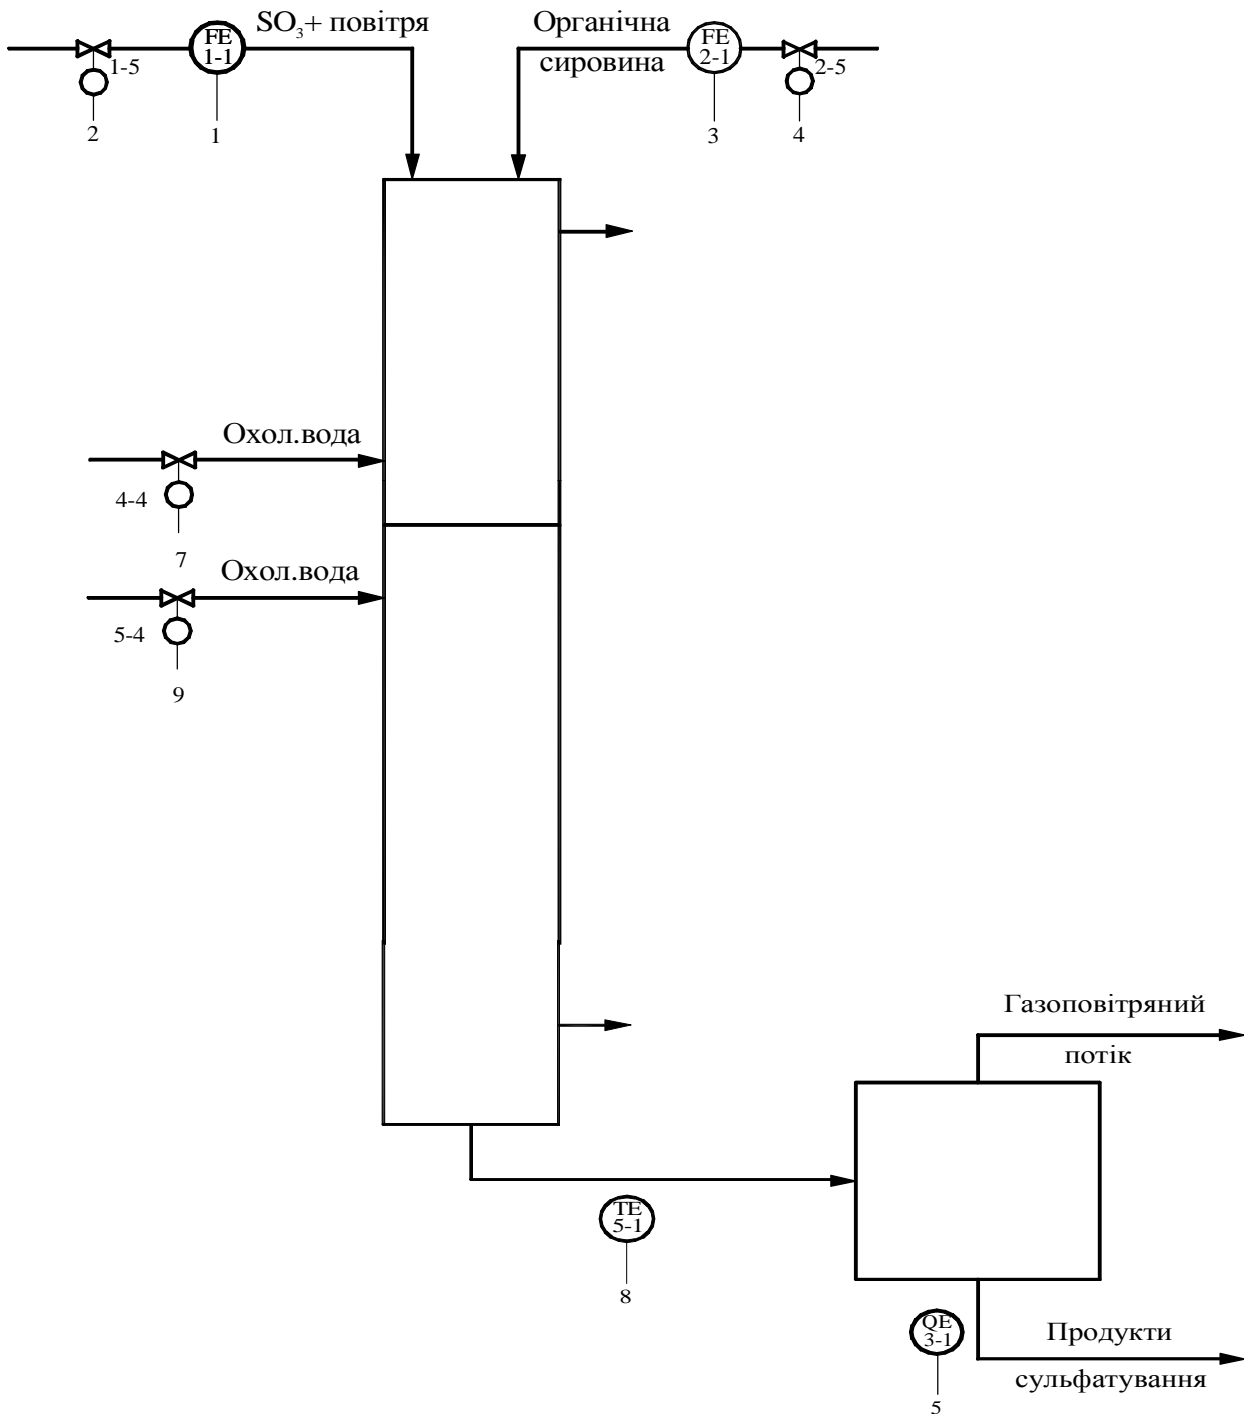 SO3+ повітря
Органічна
сировина
FE
1-1
FE
2-1
1-5
2-5
2
1
3
4
Охол.вода
4-4
7
Охол.вода
5-4
9
Газоповітряний
потік
TE
5-1
8
QE
3-1
5
Продукти
сульфатування